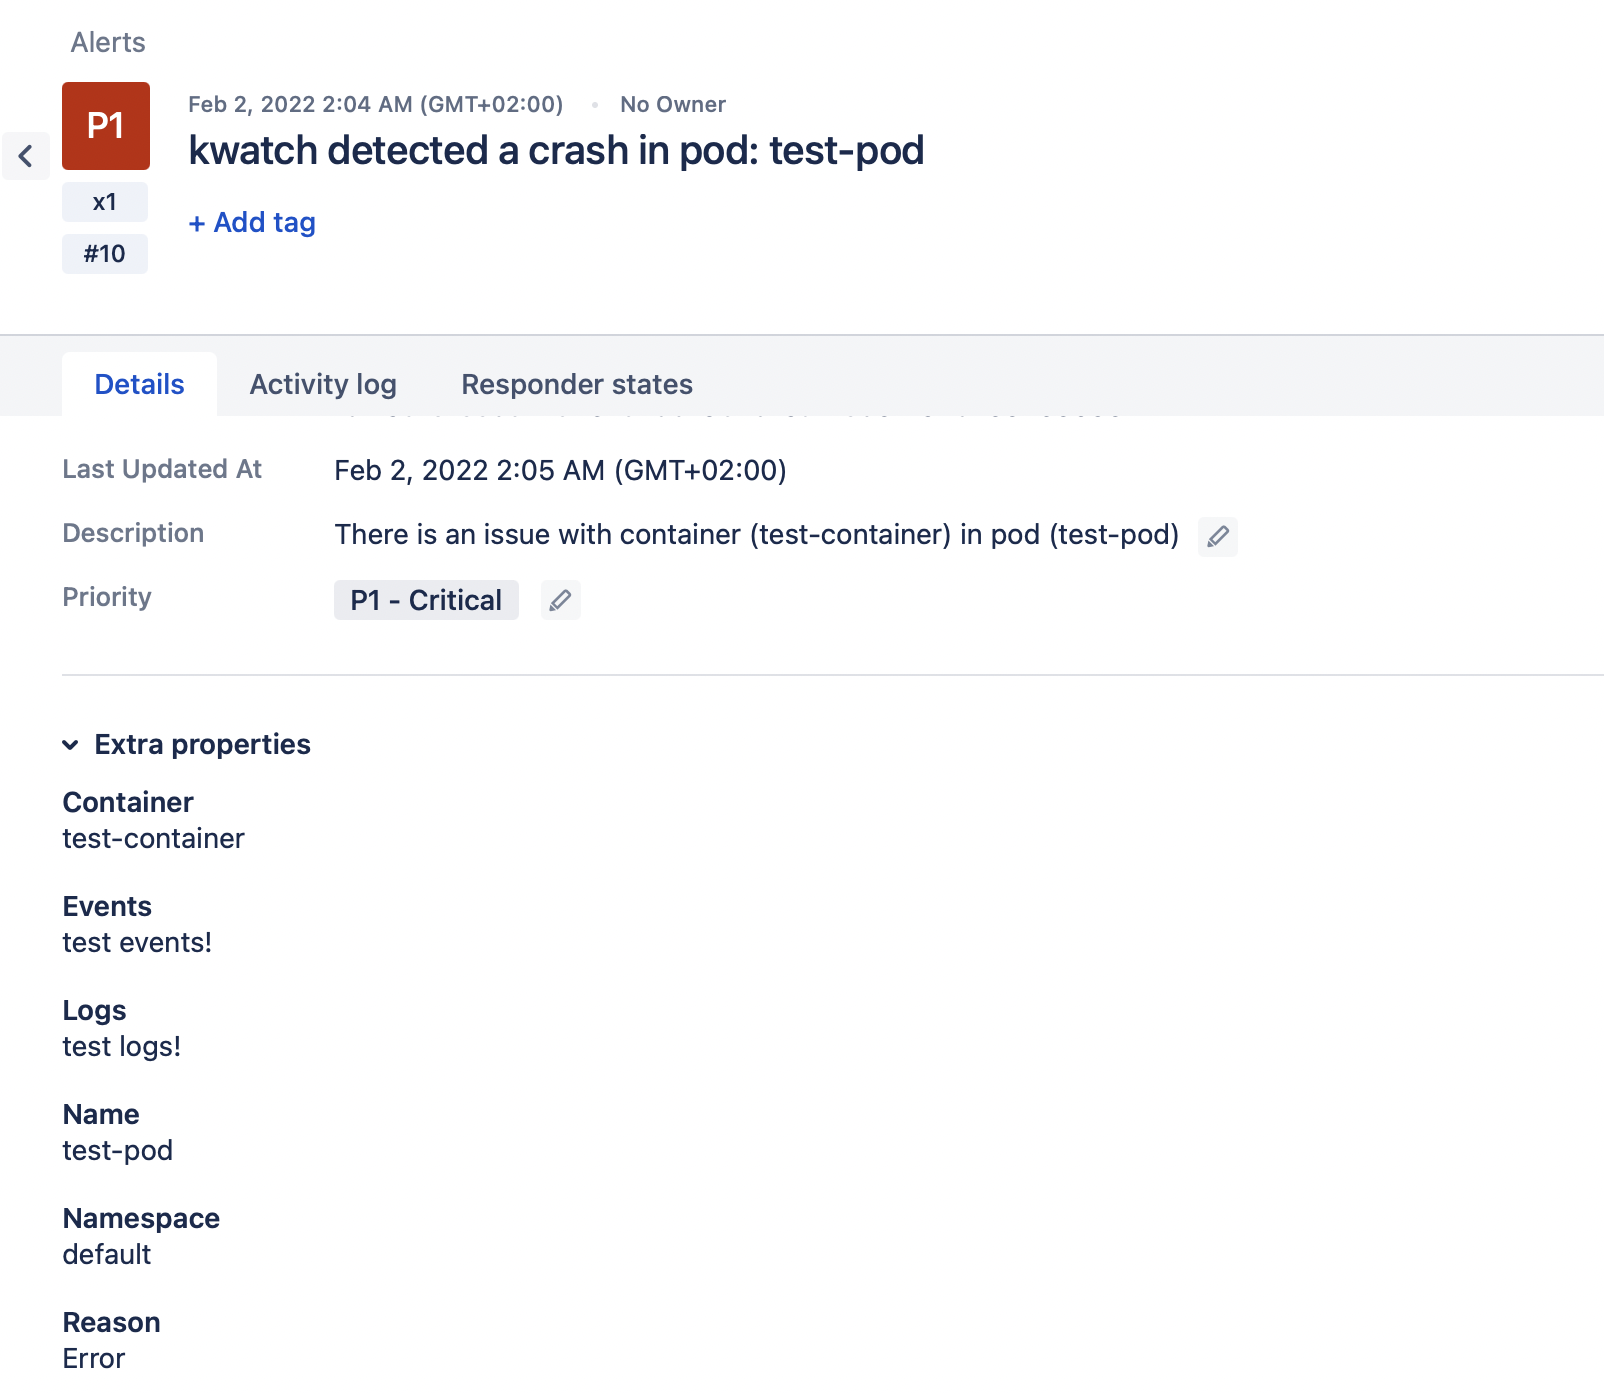 Alerts
P1
Feb 2, 2022 2:04 AM (GMT+02:00) • No Owner
kwatch detected a crash in pod: test-pod
x1
+ Add tag
#10
Details Activity log Responder states
Last Updated At Feb 2, 2022 2:05 AM (GMT+02:00)
Description There is an issue with container (test-container) in pod (test-pod)
Priority P1 - Critical
Extra properties
Container
test-container
Events
test events!
Logs
test logs!
Name
test-pod
Namespace
default
Reason
Error